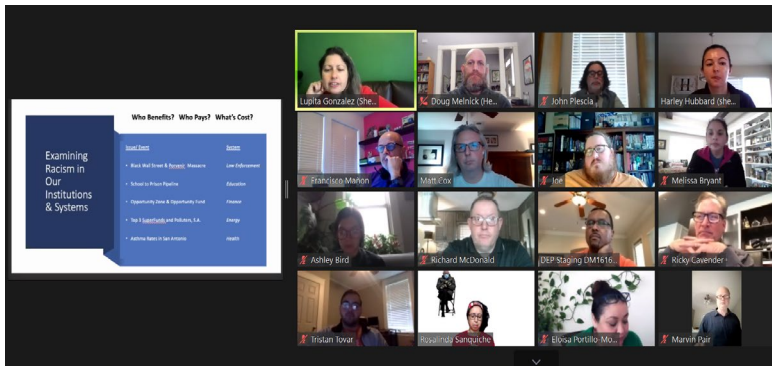 Who Benefits? Who Pays? What's Cost?
Examining
Racism in
Our
Institutions
& Systems
Issue/ Event System
• Black Wall Street & Massacre Law Enforcement
• School to Prison Pipeline Education
• Opportunity Zone & Opportunity Fund Finance
• Top 3 SuperFunds and Polluters, S.A. Energy
• Asthma Rates in San Antonio Health
Lupita Gonzalez (She...
Doug Melnick (He...
John Plescia
Harley Hubbard (she...
Francisco Mañon
Matt Cox
Joe
Melissa Bryant
Ashley Bird
Richard McDonald
DEP Staging DM1616...
Ricky Cavender
Tristan Tovar
Rosalinda Sanquiche
Eloisa Portillo-Mo...
Marvin Pair